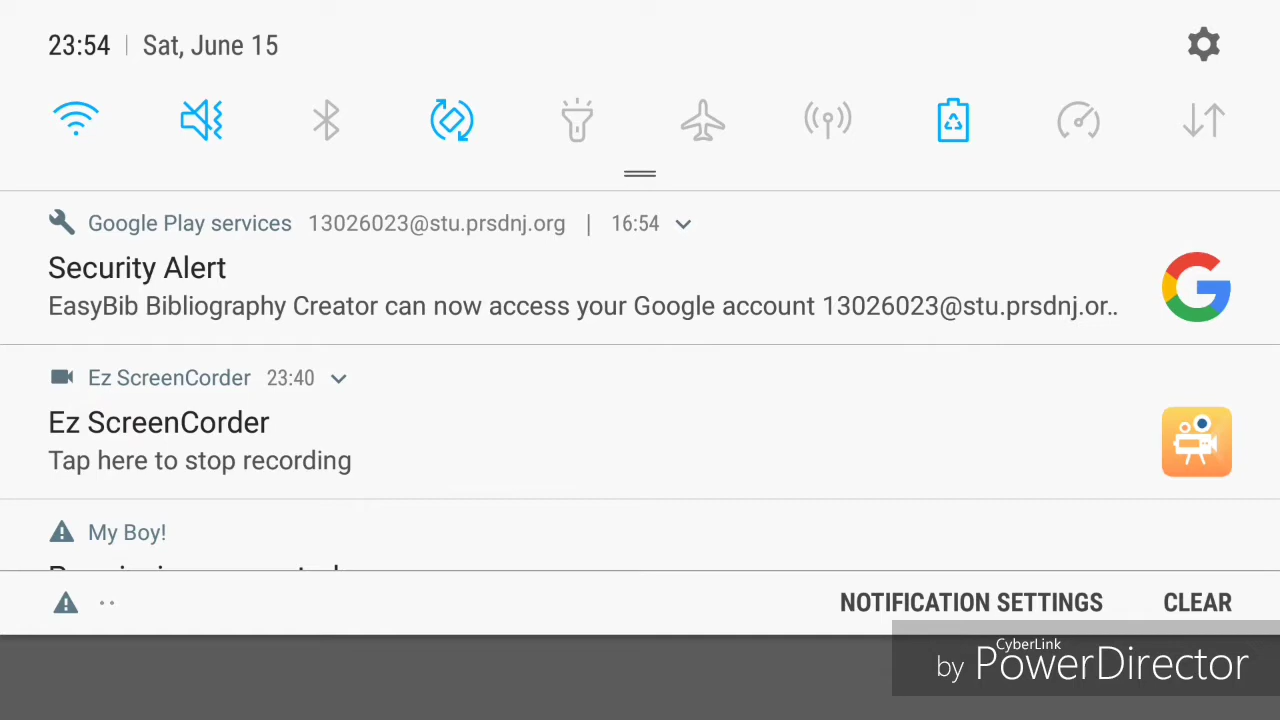 23:54 | Sat, June 15
Google Play services 13026023@stu.prsdnj.org | 16:54
Security Alert
EasyBib Bibliography Creator can now access your Google account 13026023@stu.prsdnj.or..
Ez ScreenCorder 23:40
Ez ScreenCorder
Tap here to stop recording
My Boy!
NOTIFICATION SETTINGS CLEAR
CyberLink
by PowerDirector